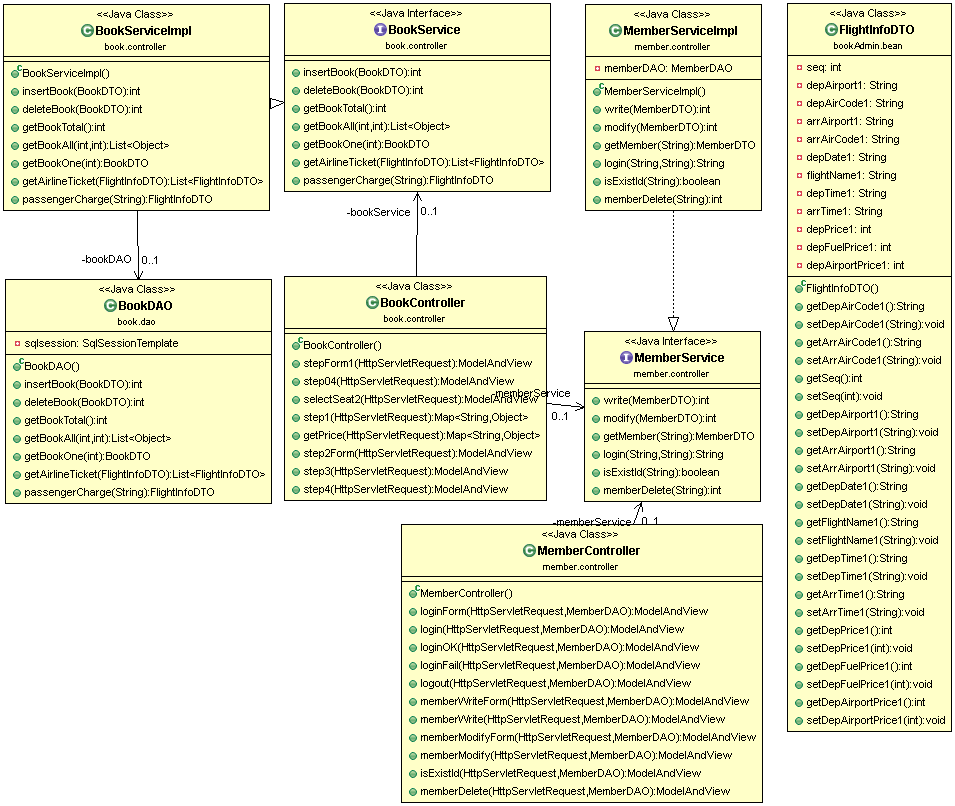 <<Java Class>>
BookServiceImpl
book.controller
BookServiceImpl()
insertBook(BookDTO):int
deleteBook(BookDTO):int
getBookTotal():int
getBookAll(int,int):List<Object>
getBookOne(int):BookDTO
getAirlineTicket(FlightInfoDTO):List<FlightInfoDTO>
passengerCharge(String):FlightInfoDTO
<<Java Interface>>
BookService
book.controller
insertBook(BookDTO):int
deleteBook(BookDTO):int
getBookTotal():int
getBookAll(int,int):List<Object>
getBookOne(int):BookDTO
getAirlineTicket(FlightInfoDTO):List<FlightInfoDTO>
passengerCharge(String):FlightInfoDTO
<<Java Class>>
MemberServiceImpl
member.controller
memberDAO: MemberDAO
MemberServiceImpl()
write(MemberDTO):int
modify(MemberDTO):int
getMember(String):MemberDTO
login(String,String):String
isExistId(String):boolean
memberDelete(String):int
<<Java Class>>
FlightInfoDTO
bookAdmin.bean
seq: int
depAirport1: String
depAirCode1: String
arrAirport1: String
arrAirCode1: String
depDate1: String
flightName1: String
depTime1: String
arrTime1: String
depPrice1: int
depFuelPrice1: int
depAirportPrice1: int
FlightInfoDTO()
getDepAirCode1():String
setDepAirCode1(String):void
getArrAirCode1():String
setArrAirCode1(String):void
getSeq():int
setSeq(int):void
getDepAirport1():String
setDepAirport1(String):void
getArrAirport1():String
setArrAirport1(String):void
getDepDate1():String
setDepDate1(String):void
getFlightName1():String
setFlightName1(String):void
getDepTime1():String
setDepTime1(String):void
getArrTime1():String
setArrTime1(String):void
getDepPrice1():int
setDepPrice1(int):void
getDepFuelPrice1():int
setDepFuelPrice1(int):void
getDepAirportPrice1():int
setDepAirportPrice1(int):void
-bookDAO 0..1
-bookService 0..1
<<Java Class>>
BookDAO
book.dao
sqlsession: SqlSessionTemplate
BookDAO()
insertBook(BookDTO):int
deleteBook(BookDTO):int
getBookTotal():int
getBookAll(int,int):List<Object>
getBookOne(int):BookDTO
getAirlineTicket(FlightInfoDTO):List<FlightInfoDTO>
passengerCharge(String):FlightInfoDTO
<<Java Class>>
BookController
book.controller
BookController()
stepForm1(HttpServletRequest):ModelAndView
step04(HttpServletRequest):ModelAndView
selectSeat2(HttpServletRequest):ModelAndView
step1(HttpServletRequest):Map<String,Object>
getPrice(HttpServletRequest):Map<String,Object>
step2Form(HttpServletRequest):ModelAndView
step3(HttpServletRequest):ModelAndView
step4(HttpServletRequest):ModelAndView
-memberService
0..1
<<Java Interface>>
MemberService
member.controller
write(MemberDTO):int
modify(MemberDTO):int
getMember(String):MemberDTO
login(String,String):String
isExistId(String):boolean
memberDelete(String):int
-memberService 0..1
<<Java Class>>
MemberController
member.controller
MemberController()
loginForm(HttpServletRequest,MemberDAO):ModelAndView
login(HttpServletRequest,MemberDAO):ModelAndView
loginOK(HttpServletRequest,MemberDAO):ModelAndView
loginFail(HttpServletRequest,MemberDAO):ModelAndView
logout(HttpServletRequest,MemberDAO):ModelAndView
memberWriteForm(HttpServletRequest,MemberDAO):ModelAndView
memberWrite(HttpServletRequest,MemberDAO):ModelAndView
memberModifyForm(HttpServletRequest,MemberDAO):ModelAndView
memberModify(HttpServletRequest,MemberDAO):ModelAndView
isExistId(HttpServletRequest,MemberDAO):ModelAndView
memberDelete(HttpServletRequest,MemberDAO):ModelAndView